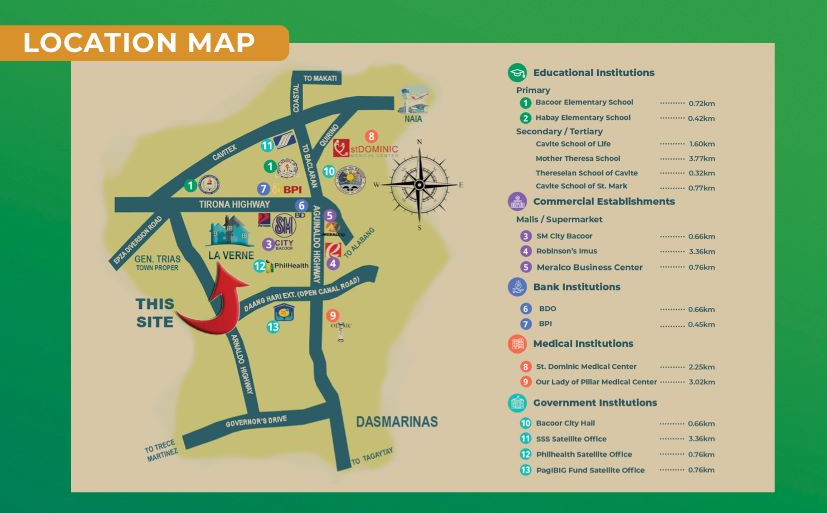 LOCATION MAP
TO MAKATI
COASTAL
NAIA
CAVITEX
QUIRINO
TO BACLARAN
11
8
stDOMINIC
MEDICAL CENTER
1
10
1
7
BPI
N
W
E
S
TIRONA HIGHWAY
6
BDO
EPZA DIVERSION ROAD
SM
CITY
BACOOR
3
5
MERALCO
AGUINALDO HIGHWAY
TO ALABANG
4
GEN. TRIAS
TOWN PROPER
LA VERNE
12
PhilHealth
THIS
SITE
DAANG HARI EXT. (OPEN CANAL ROAD)
13
9
ARNALDO HIGHWAY
GOVERNOR'S DRIVE
DASMARINAS
TO TRECE
MARTINEZ
TO TAGAYTAY
Educational Institutions
Primary
1 Bacoor Elementary School .......... 0.72km
2 Habay Elementary School .......... 0.42km
Secondary / Tertiary
Cavite School of Life .......... 1.60km
Mother Theresa School .......... 3.77km
Thereselan School of Cavite .......... 0.32km
Cavite School of St. Mark .......... 0.77km
Commercial Establishments
Malls / Supermarket
3 SM City Bacoor .......... 0.66km
4 Robinson's Imus .......... 3.36km
5 Meralco Business Center .......... 0.76km
Bank Institutions
6 BDO .......... 0.66km
7 BPI .......... 0.45km
Medical Institutions
8 St. Dominic Medical Center .......... 2.25km
9 Our Lady of Pillar Medical Center .......... 3.02km
Government Institutions
10 Bacoor City Hall .......... 0.66km
11 SSS Satellite Office .......... 3.36km
12 Philhealth Satellite Office .......... 0.76km
13 PagIBIG Fund Satellite Office .......... 0.76km